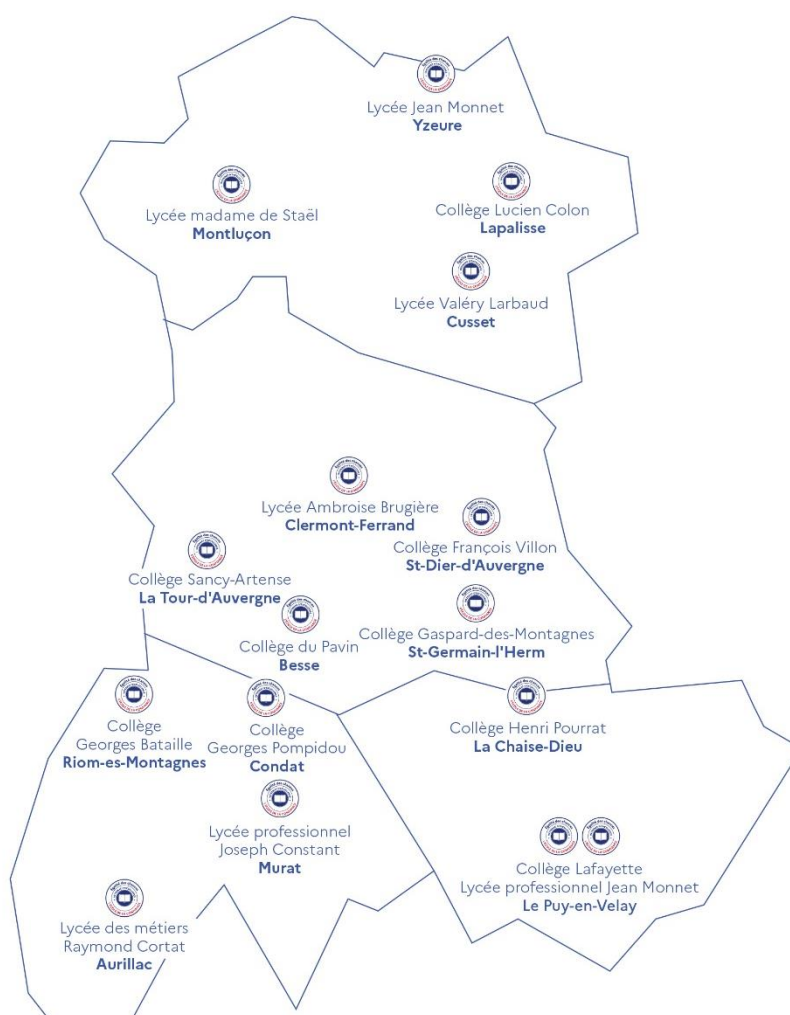 Lycée Jean Monnet
Yzeure
Lycée madame de Staël
Montluçon
Collège Lucien Colon
Lapalisse
Lycée Valéry Larbaud
Cusset
Lycée Ambroise Brugière
Clermont-Ferrand
Collège François Villon
St-Dier-d'Auvergne
Collège Sancy-Artense
La Tour-d'Auvergne
Collège du Pavin
Besse
Collège Gaspard-des-Montagnes
St-Germain-l'Herm
Collège
Georges Bataille
Riom-es-Montagnes
Collège
Georges Pompidou
Condat
Collège Henri Pourrat
La Chaise-Dieu
Lycée professionnel
Joseph Constant
Murat
Collège Lafayette
Lycée professionnel Jean Monnet
Le Puy-en-Velay
Lycée des métiers
Raymond Cortat
Aurillac